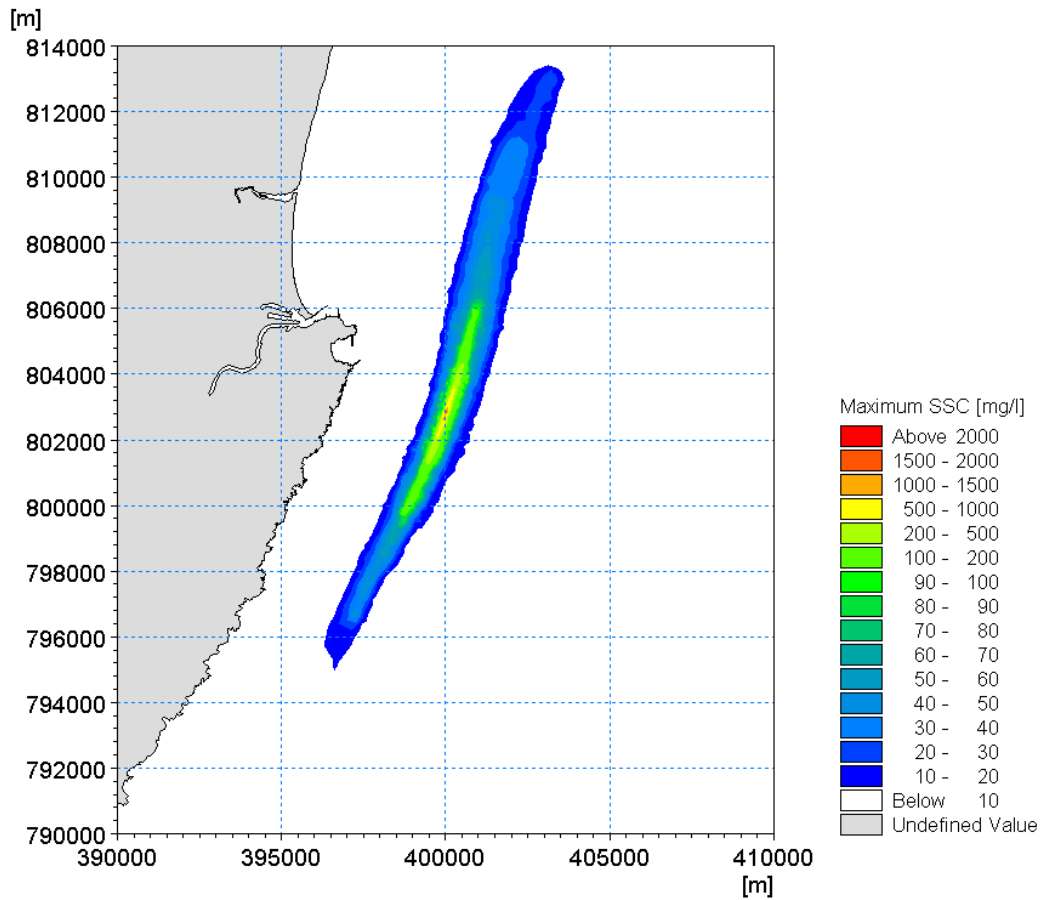 [m]
814000
812000
810000
808000
806000
804000
802000
800000
798000
796000
794000
792000
790000
390000 395000 400000 405000 410000
[m]
Maximum SSC [mg/l]
Above 2000
1500 - 2000
1000 - 1500
500 - 1000
200 - 500
100 - 200
90 - 100
80 - 90
70 - 80
60 - 70
50 - 60
40 - 50
30 - 40
20 - 30
10 - 20
Below 10
Undefined Value